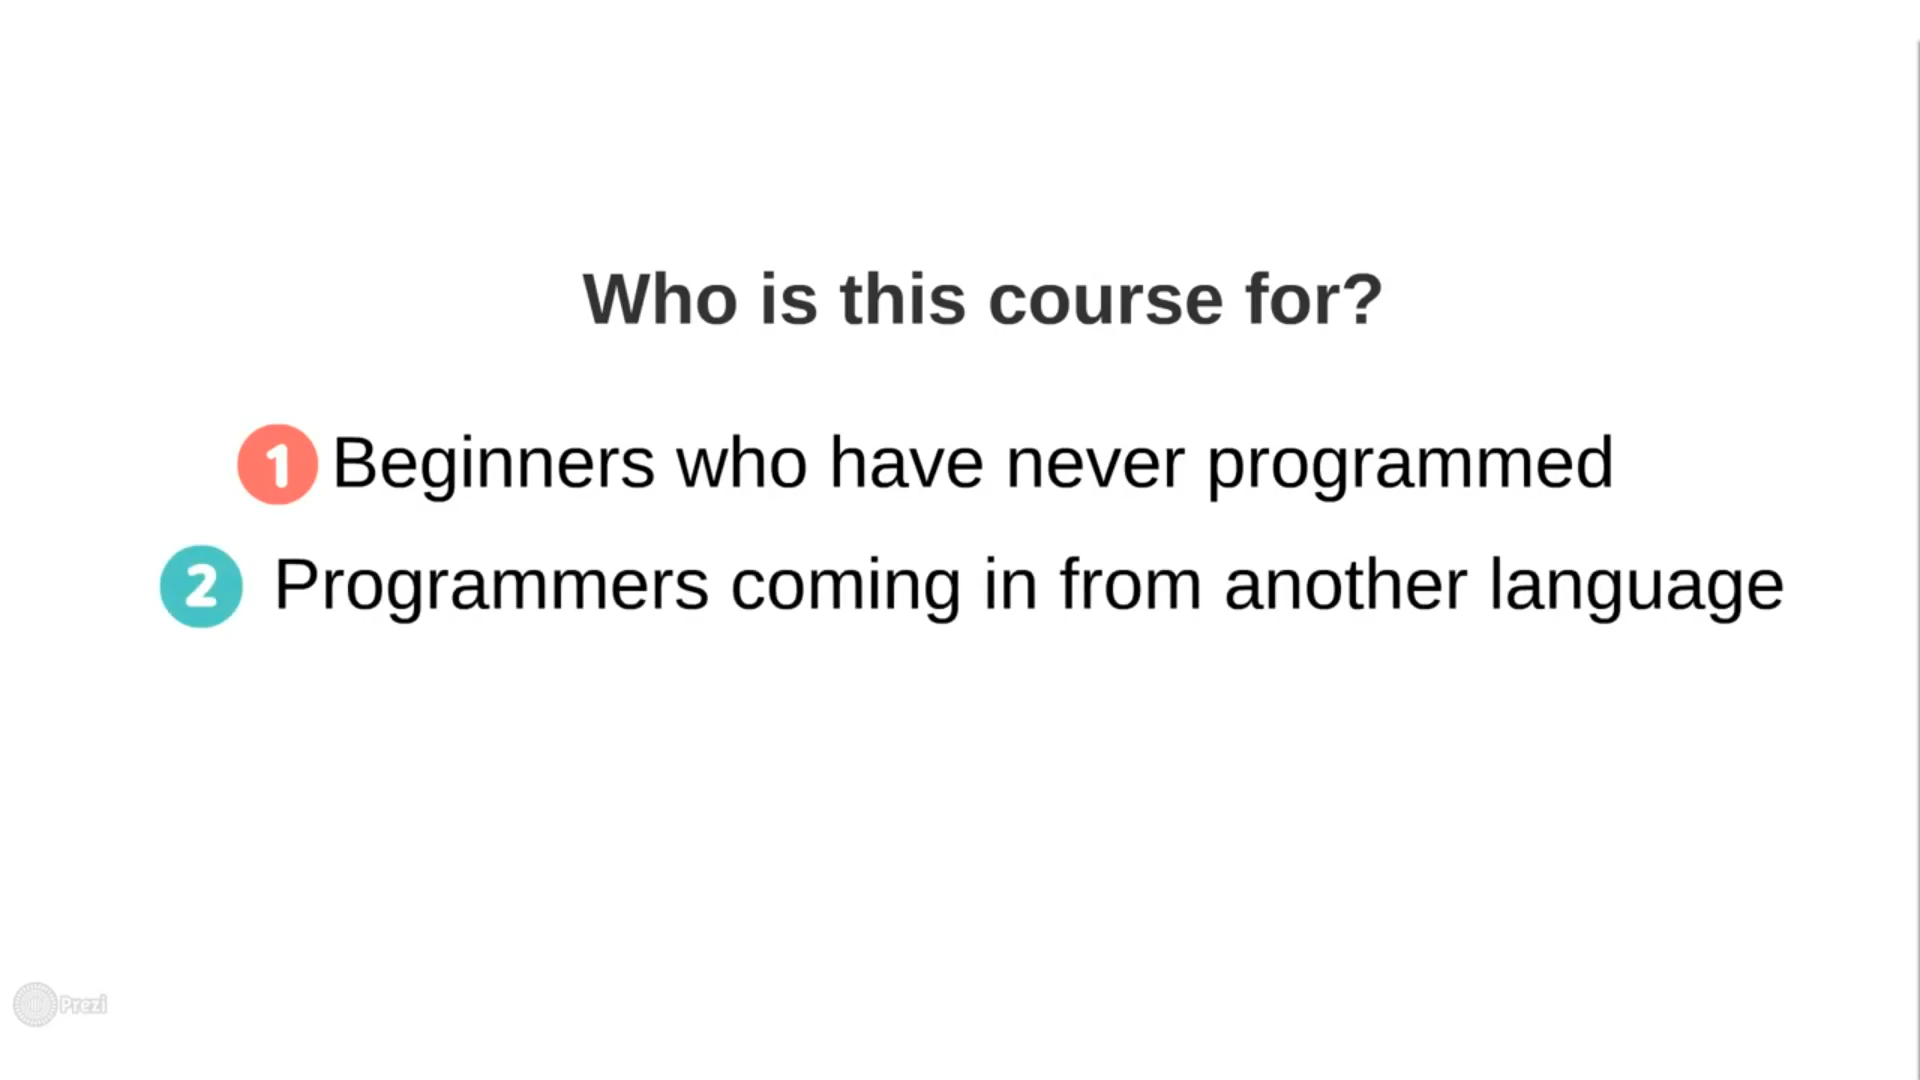 Who is this course for?
1 Beginners who have never programmed
2 Programmers coming in from another language
Prezi